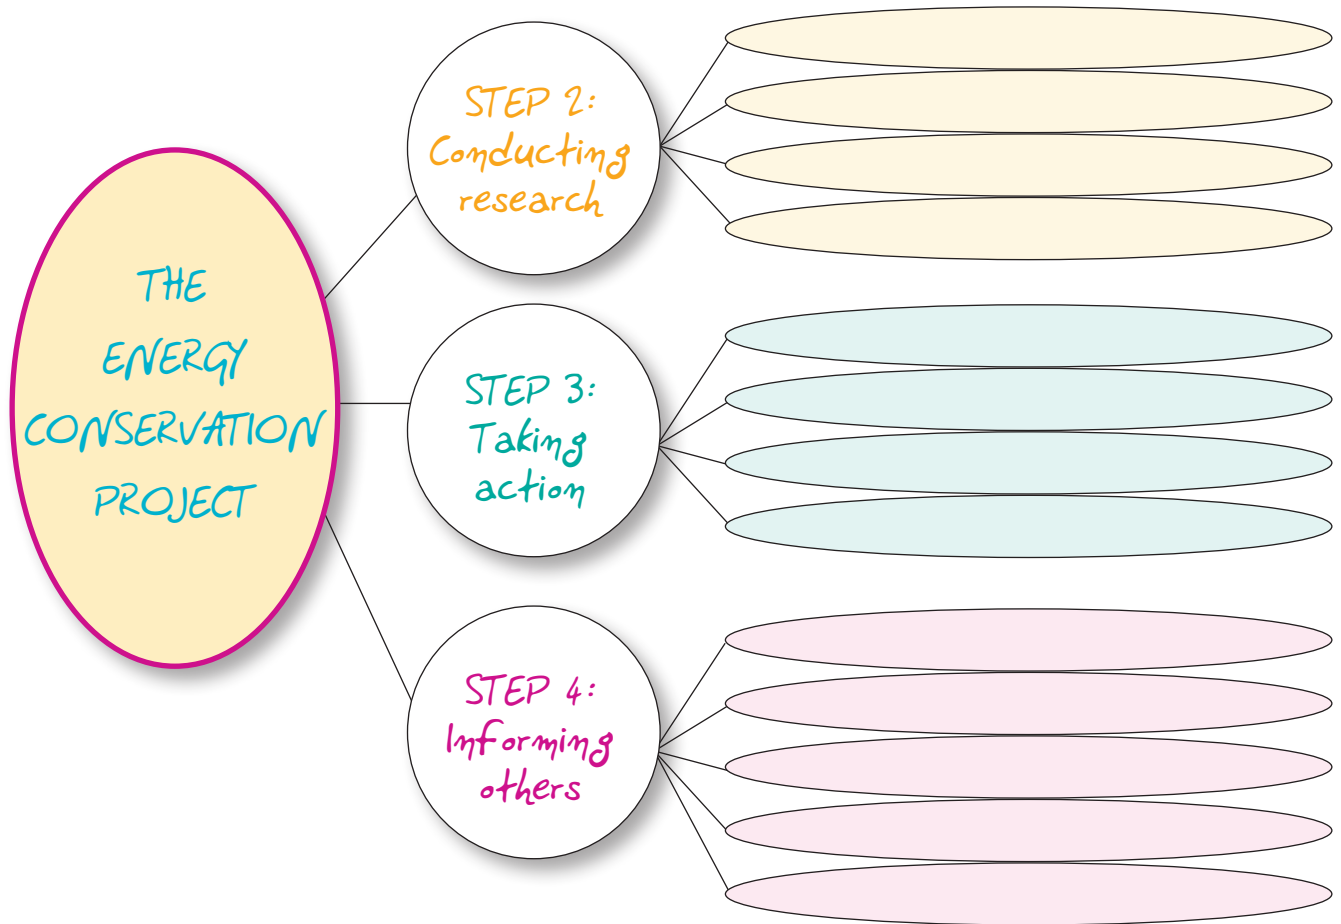 THE
ENERGY
CONSERVATION
PROJECT
STEP 2:
Conducting
research
STEP 3:
Taking
action
STEP 4:
Informing
others